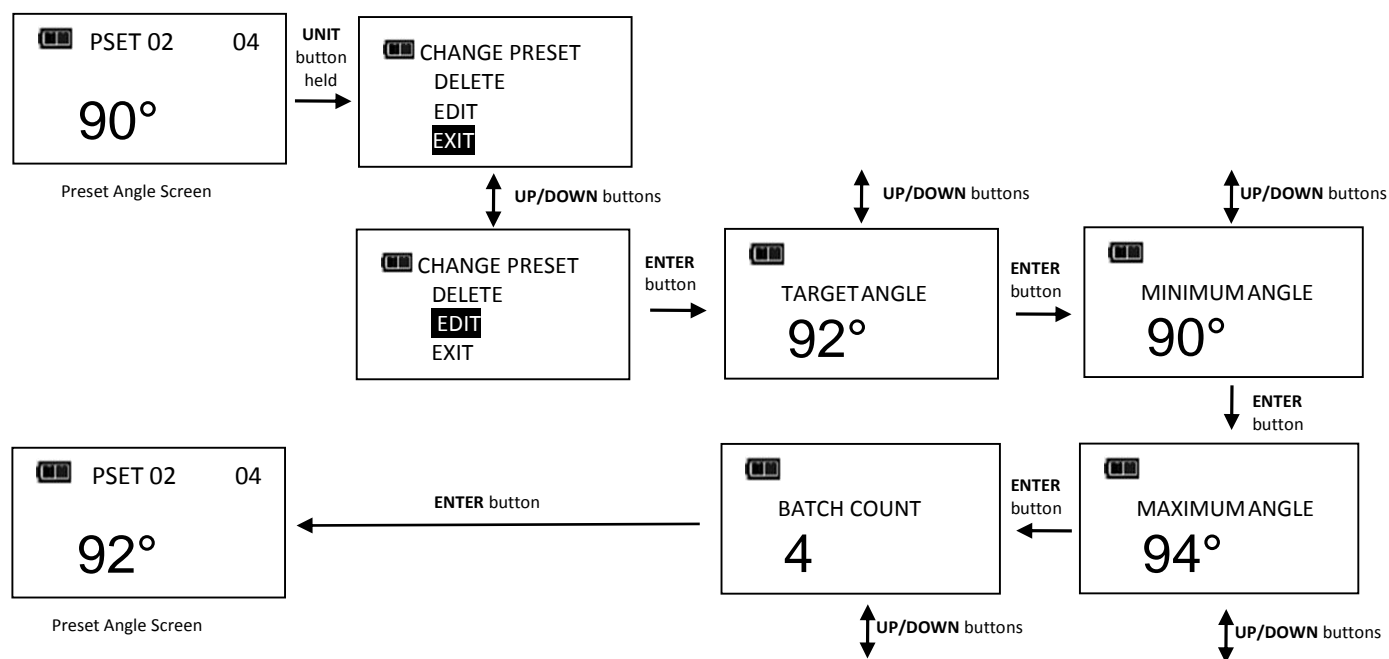 PSET 02 04
90°
Preset Angle Screen
UNIT
button
held
CHANGE PRESET
DELETE
EDIT
EXIT
UP/DOWN buttons
CHANGE PRESET
DELETE
EDIT
EXIT
ENTER
button
UP/DOWN buttons
TARGET ANGLE
92°
ENTER
button
UP/DOWN buttons
MINIMUM ANGLE
90°
ENTER
button
MAXIMUM ANGLE
94°
UP/DOWN buttons
ENTER
button
BATCH COUNT
4
UP/DOWN buttons
ENTER button
PSET 02 04
92°
Preset Angle Screen